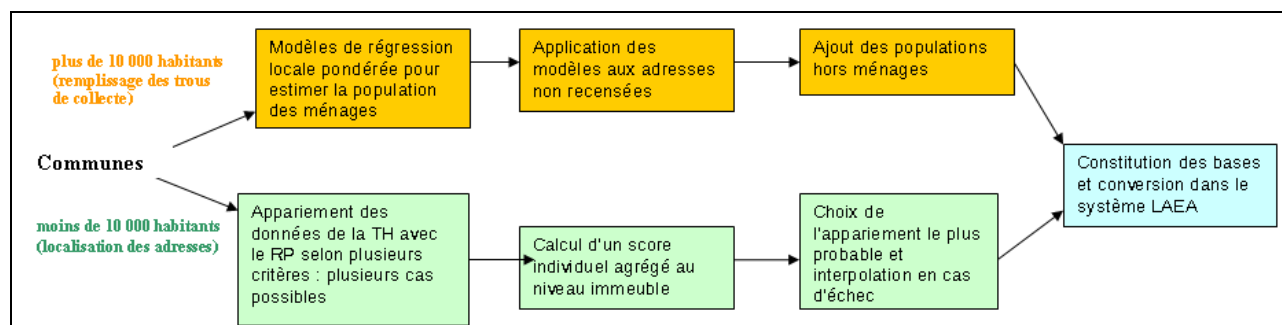 plus de 10 000 habitants
(remplissage des trous
de collecte)
Modèles de régression
locale pondérée pour
estimer la population
des ménages
Application des
modèles aux adresses
non recensées
Ajout des populations
hors ménages
Communes
Constitution des bases
et conversion dans le
système LAEA
moins de 10 000 habitants
(localisation des adresses)
Appariement des
données de la TH avec
le RP selon plusieurs
critères : plusieurs cas
possibles
Calcul d'un score
individuel agrégé au
niveau immeuble
Choix de
l'appariement le plus
probable et
interpolation en cas
d'échec